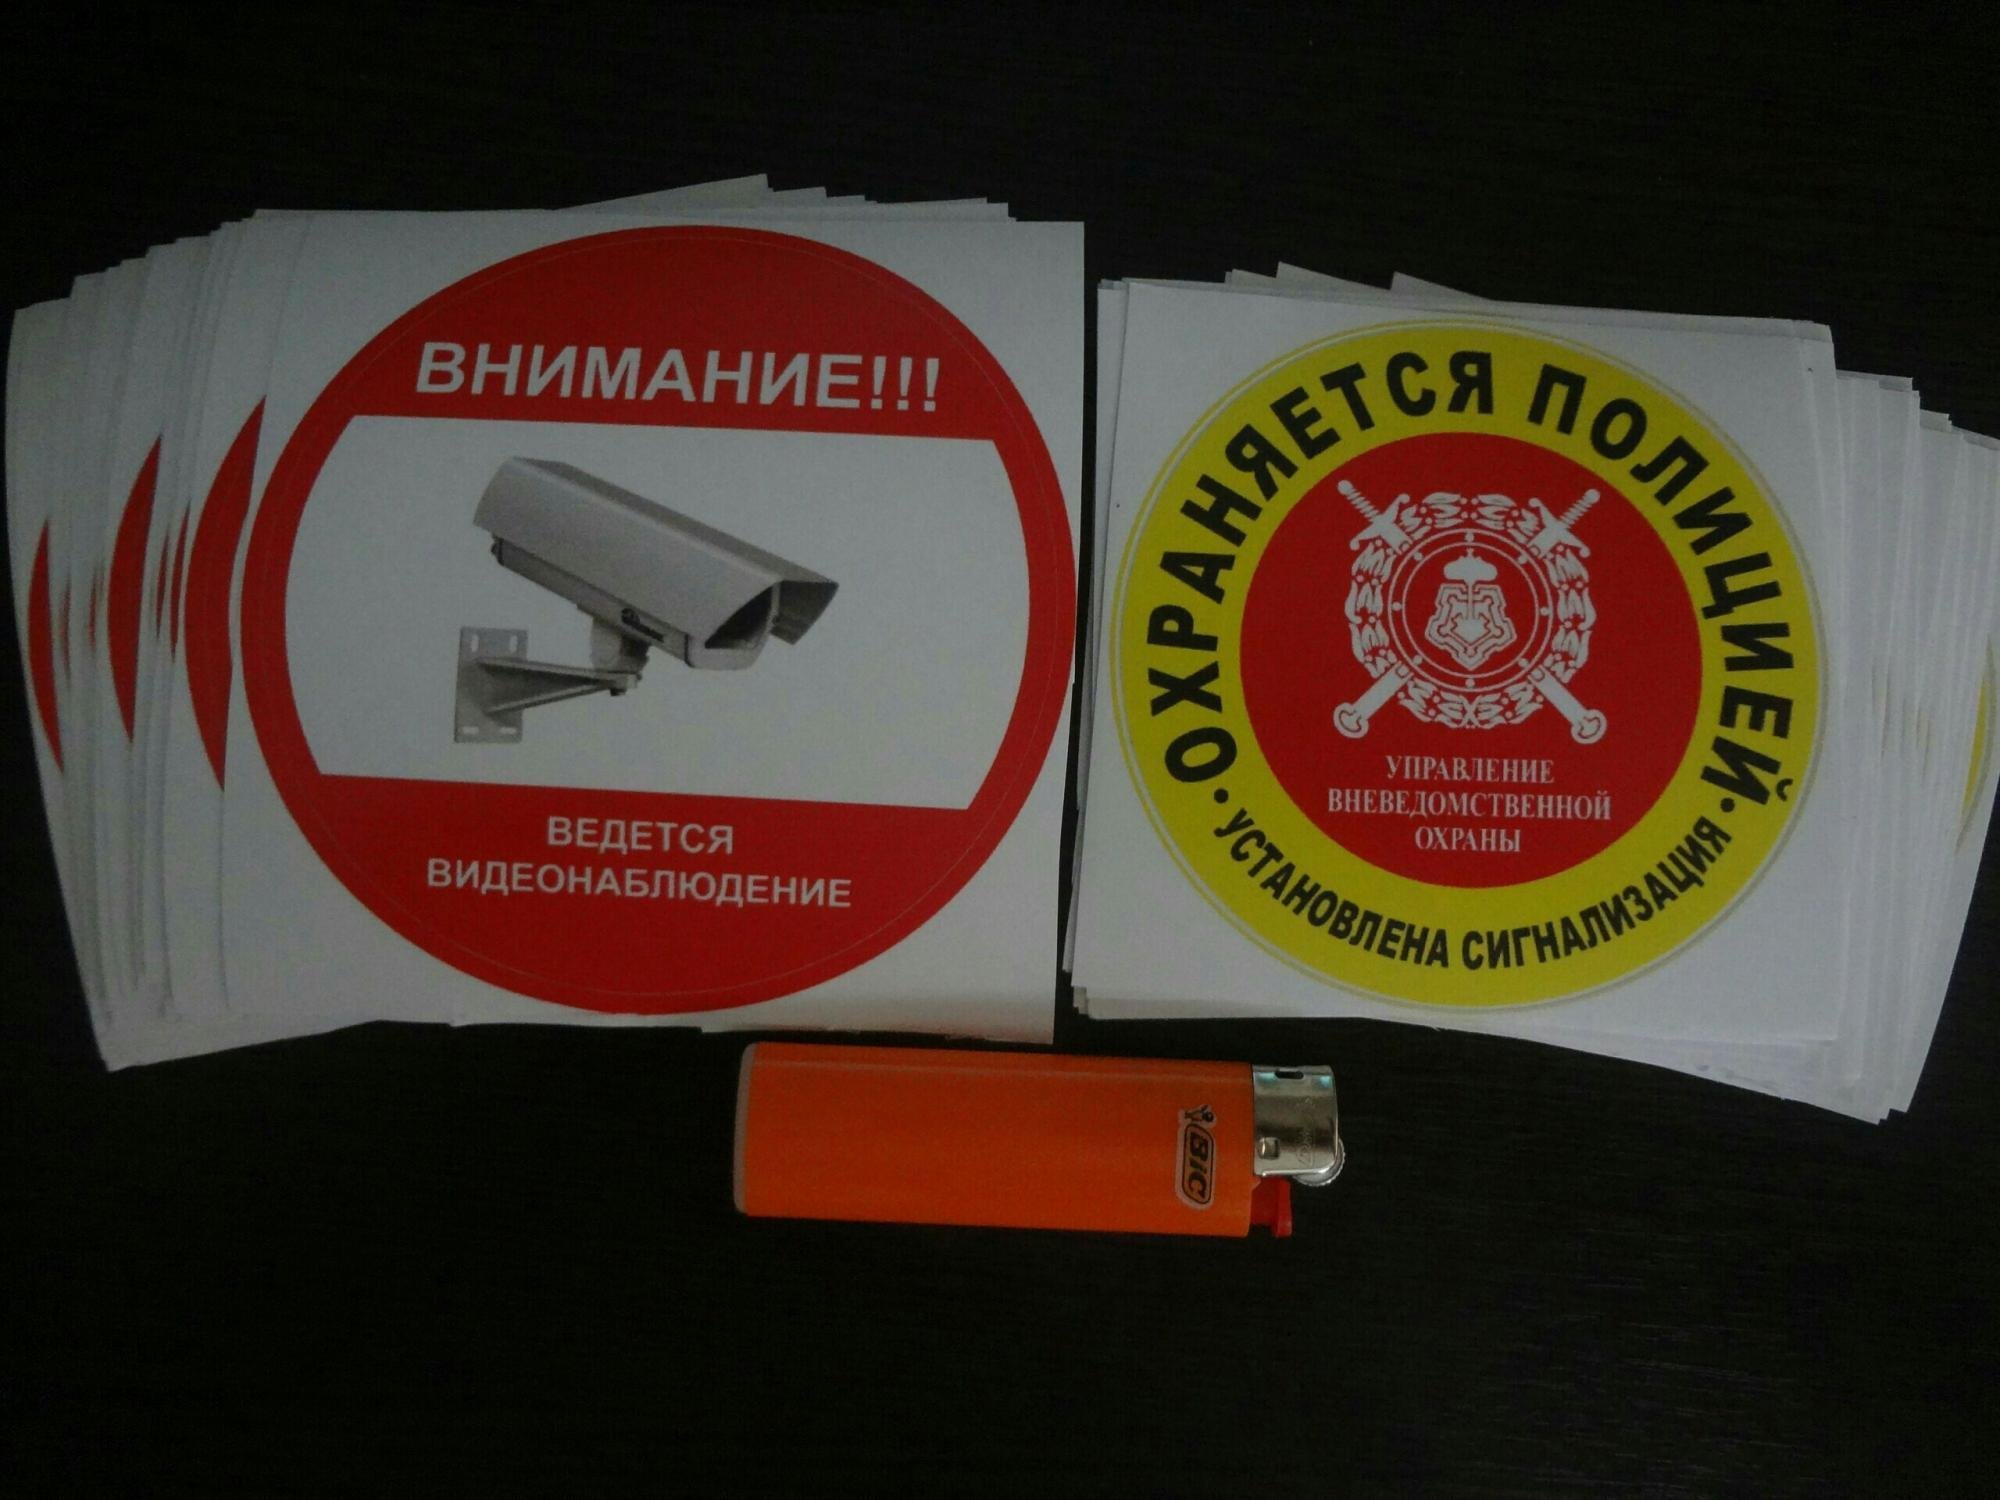 ВНИМАНИЕ!!!
ВЕДЕТСЯ
ВИДЕОНАБЛЮДЕНИЕ
ОХРАНЯЕТСЯ ПОЛИЦИЕЙ
УПРАВЛЕНИЕ
ВНЕВЕДОМСТВЕННОЙ
ОХРАНЫ
• УСТАНОВЛЕНА СИГНАЛИЗАЦИЯ •
BIC